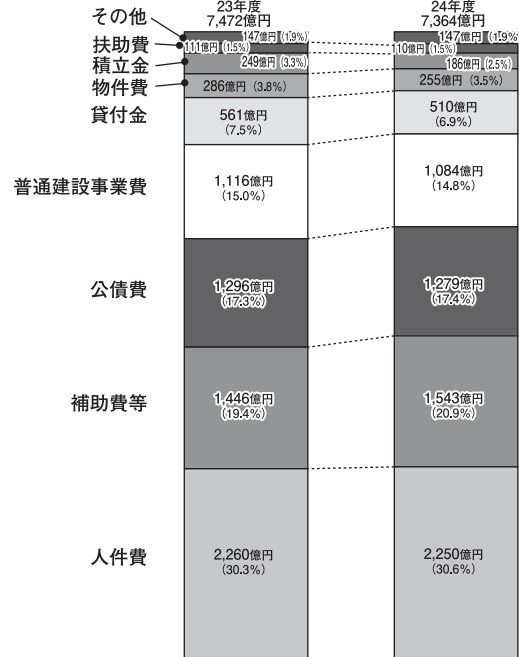 23年度
7,472億円
24年度
7,364億円
その他
扶助費
積立金
物件費
貸付金
普通建設事業費
公債費
補助費等
人件費
147億円 (1.9%)
111億円 (1.5%)
249億円 (3.3%)
286億円 (3.8%)
561億円
(7.5%)
1,116億円
(15.0%)
1,296億円
(17.3%)
1,446億円
(19.4%)
2,260億円
(30.3%)
147億円 (1.9%)
110億円 (1.5%)
186億円 (2.5%)
255億円 (3.5%)
510億円
(6.9%)
1,084億円
(14.8%)
1,279億円
(17.4%)
1,543億円
(20.9%)
2,250億円
(30.6%)